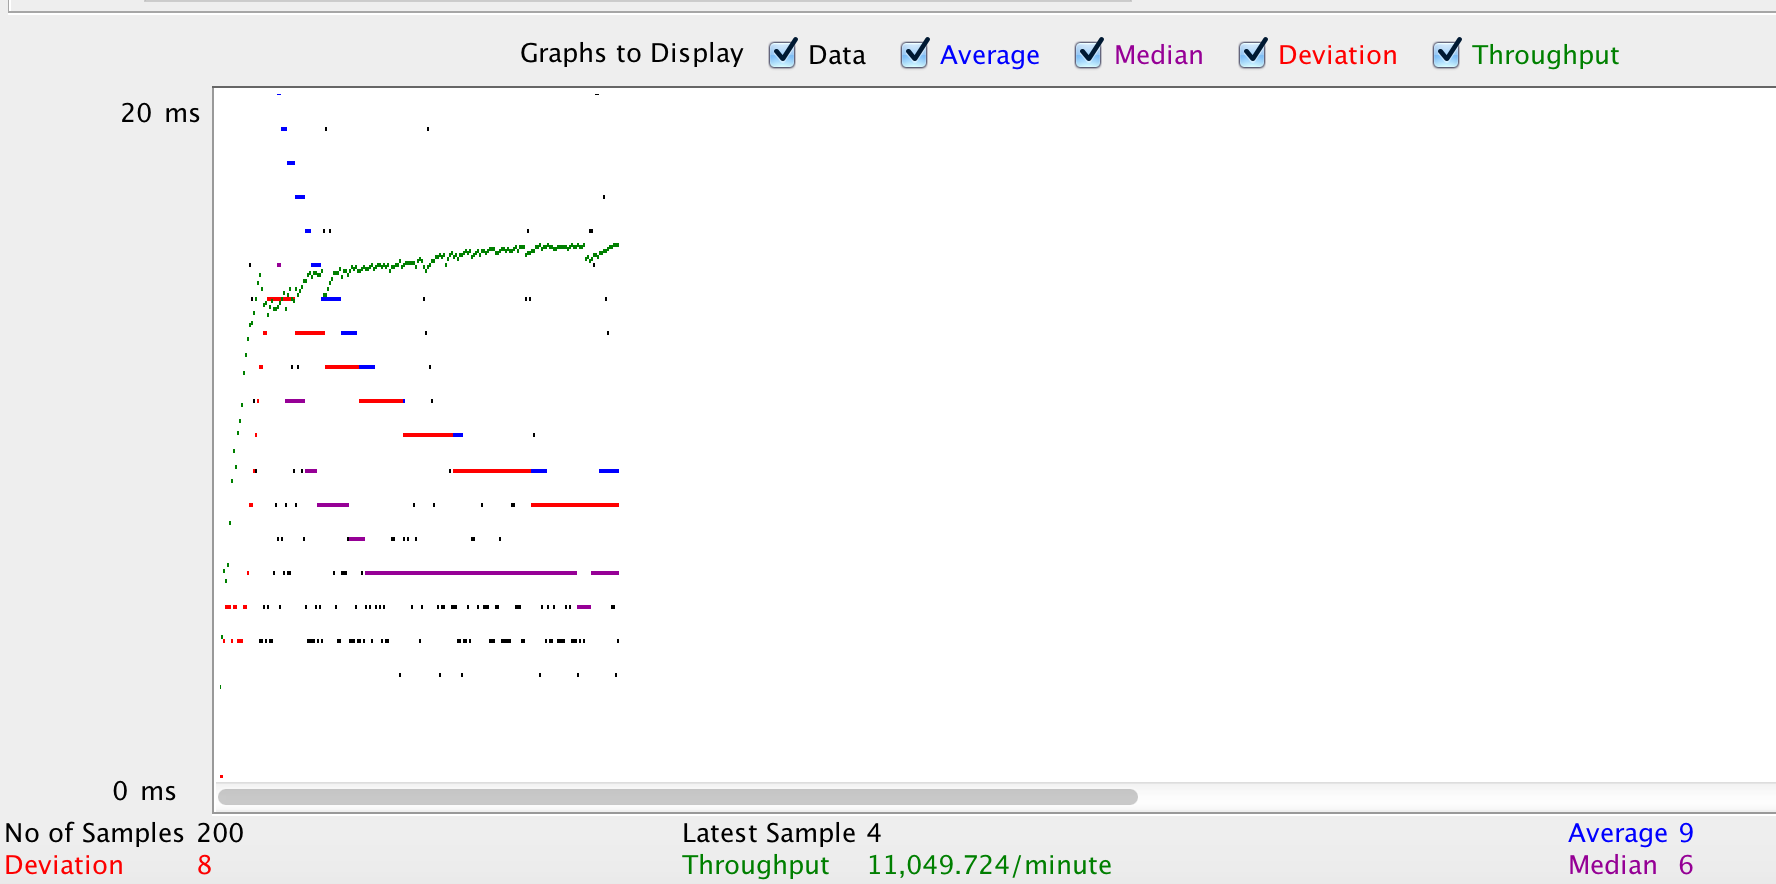 Graphs to Display Data Average Median Deviation Throughput
20 ms
0 ms
No of Samples 200 Latest Sample 4 Average 9
Deviation 8 Throughput 11,049.724/minute Median 6